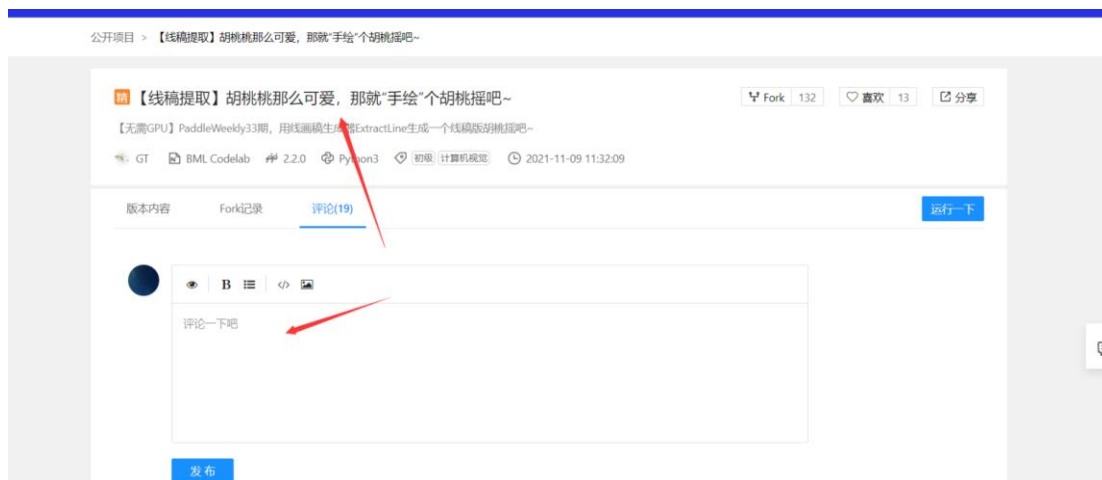 公开项目 > 【线稿提取】胡桃桃那么可爱，那就“手绘”个胡桃摇吧~
精 【线稿提取】胡桃桃那么可爱，那就“手绘”个胡桃摇吧~ Fork 132 喜欢 13 分享
【无需GPU】PaddleWeekly33期，用线画稿生成器ExtractLine生成一个线稿版胡桃摇吧~
GT BML Codelab 2.2.0 Python3 初级 计算机视觉 2021-11-09 11:32:09
版本内容 Fork记录 评论(19) 运行一下
B
评论一下吧
发布